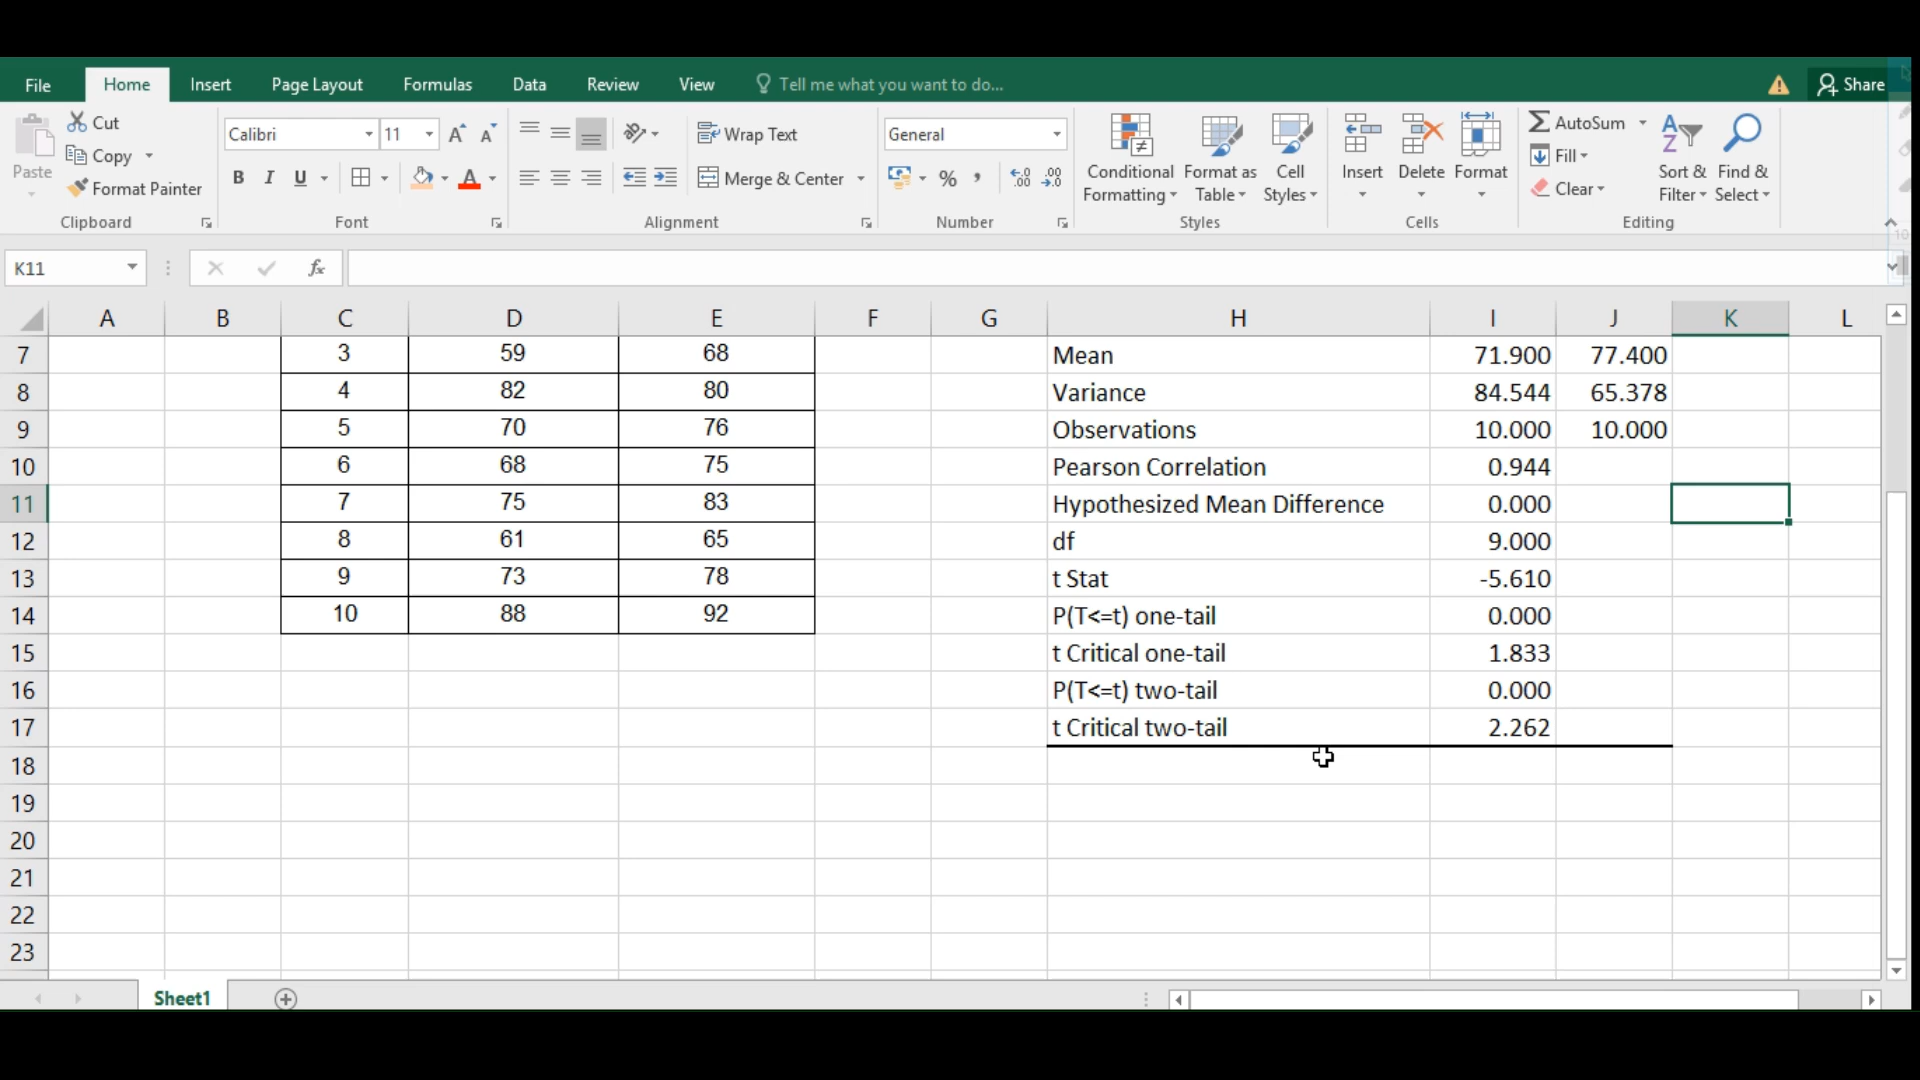 File Home Insert Page Layout Formulas Data Review View Tell me what you want to do... Share
Cut
Copy
Format Painter
Paste
Clipboard
Calibri 11
B I U
Font
Wrap Text
Merge & Center
Alignment
General
%
Number
Conditional Formatting
Format as Table
Cell Styles
Styles
Insert
Delete
Format
Cells
AutoSum
Fill
Clear
Sort & Filter
Find & Select
Editing
K11 fx
A B C D E F G H I J K L
7 3 59 68 Mean 71.900 77.400
8 4 82 80 Variance 84.544 65.378
9 5 70 76 Observations 10.000 10.000
10 6 68 75 Pearson Correlation 0.944
11 7 75 83 Hypothesized Mean Difference 0.000
12 8 61 65 df 9.000
13 9 73 78 t Stat -5.610
14 10 88 92 P(T<=t) one-tail 0.000
15 t Critical one-tail 1.833
16 P(T<=t) two-tail 0.000
17 t Critical two-tail 2.262
18
19
20
21
22
23
Sheet1